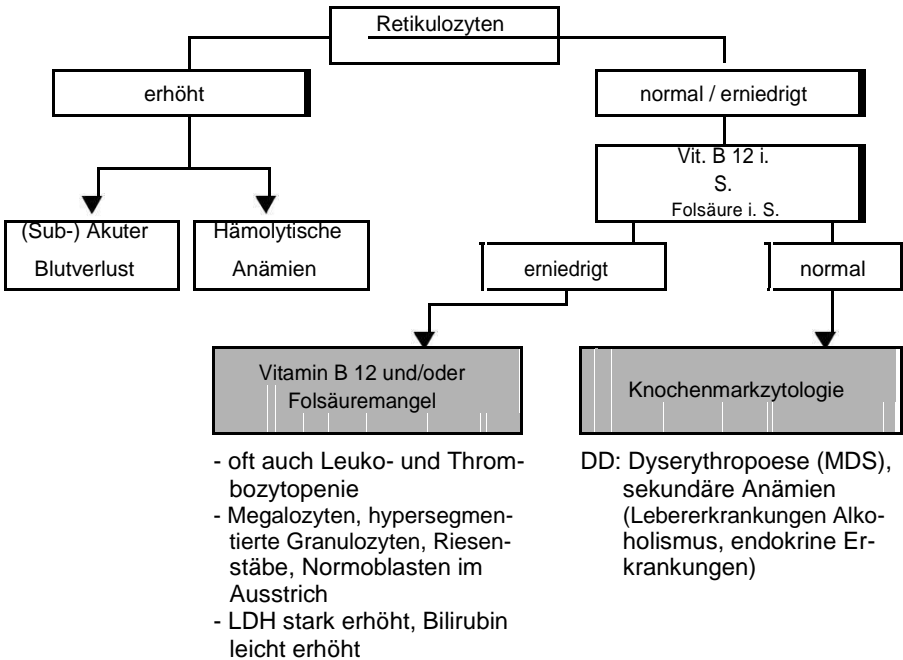 Retikulozyten
erhöht
normal / erniedrigt
Vit. B 12 i.
S.
Folsäure i. S.
(Sub-) Akuter
Blutverlust
Hämolytische
Anämien
erniedrigt
normal
Vitamin B 12 und/oder
Folsäuremangel
Knochenmarkzytologie
- oft auch Leuko- und Throm-
bozytopenie
- Megalozyten, hypersegmen-
tierte Granulozyten, Riesen-
stäbe, Normoblasten im
Ausstrich
- LDH stark erhöht, Bilirubin
leicht erhöht
DD: Dyserythropoese (MDS),
sekundäre Anämien
(Lebererkrankungen Alko-
holismus, endokrine Er-
krankungen)